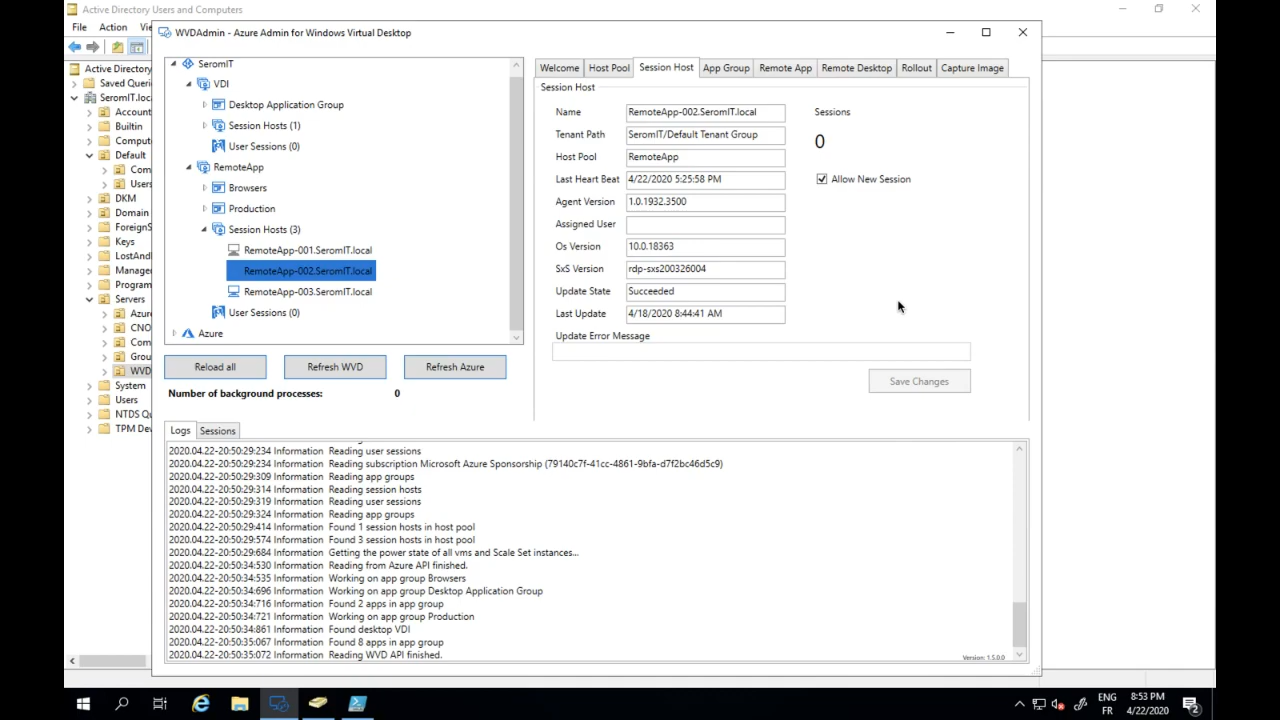 Active Directory Users and Computers
File Action Vi
Active Directory
Saved Queri
SeromIT.loc
Account
Builtin
Compute
Default
Com
Users
DKM
Domain
ForeignS
Keys
LostAnd
Manage
Program
Servers
Azur
CNO
Com
Grou
WVD
System
Users
NTDS Qu
TPM Dev
WVDAdmin - Azure Admin for Windows Virtual Desktop
SeromIT
VDI
Desktop Application Group
Session Hosts (1)
User Sessions (0)
RemoteApp
Browsers
Production
Session Hosts (3)
RemoteApp-001.SeromIT.local
RemoteApp-002.SeromIT.local
RemoteApp-003.SeromIT.local
User Sessions (0)
Azure
Reload all Refresh WVD Refresh Azure
Number of background processes: 0
Welcome Host Pool Session Host App Group Remote App Remote Desktop Rollout Capture Image
Session Host
Name RemoteApp-002.SeromIT.local
Tenant Path SeromIT/Default Tenant Group
Host Pool RemoteApp
Last Heart Beat 4/22/2020 5:25:58 PM
Agent Version 1.0.1932.3500
Assigned User
Os Version 10.0.18363
SxS Version rdp-sxs200326004
Update State Succeeded
Last Update 4/18/2020 8:44:41 AM
Update Error Message
Sessions
0
Allow New Session
Save Changes
Logs Sessions
2020.04.22-20:50:29:234 Information Reading user sessions
2020.04.22-20:50:29:234 Information Reading subscription Microsoft Azure Sponsorship (79140c7f-41cc-4861-9bfa-d7f2bc46d5c9)
2020.04.22-20:50:29:309 Information Reading app groups
2020.04.22-20:50:29:314 Information Reading session hosts
2020.04.22-20:50:29:319 Information Reading user sessions
2020.04.22-20:50:29:324 Information Reading app groups
2020.04.22-20:50:29:414 Information Found 1 session hosts in host pool
2020.04.22-20:50:29:574 Information Found 3 session hosts in host pool
2020.04.22-20:50:29:684 Information Getting the power state of all vms and Scale Set instances...
2020.04.22-20:50:34:530 Information Reading from Azure API finished.
2020.04.22-20:50:34:535 Information Working on app group Browsers
2020.04.22-20:50:34:696 Information Working on app group Desktop Application Group
2020.04.22-20:50:34:716 Information Found 2 apps in app group
2020.04.22-20:50:34:721 Information Working on app group Production
2020.04.22-20:50:34:861 Information Found desktop VDI
2020.04.22-20:50:35:067 Information Found 8 apps in app group
2020.04.22-20:50:35:072 Information Reading WVD API finished.
Version: 1.5.0.0
ENG 8:53 PM
FR 4/22/2020
2